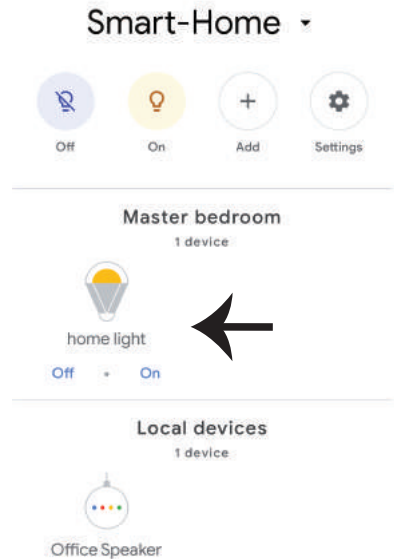 Smart-Home
Off On Add Settings
Master bedroom
1 device
home light
Off • On
Local devices
1 device
Office Speaker